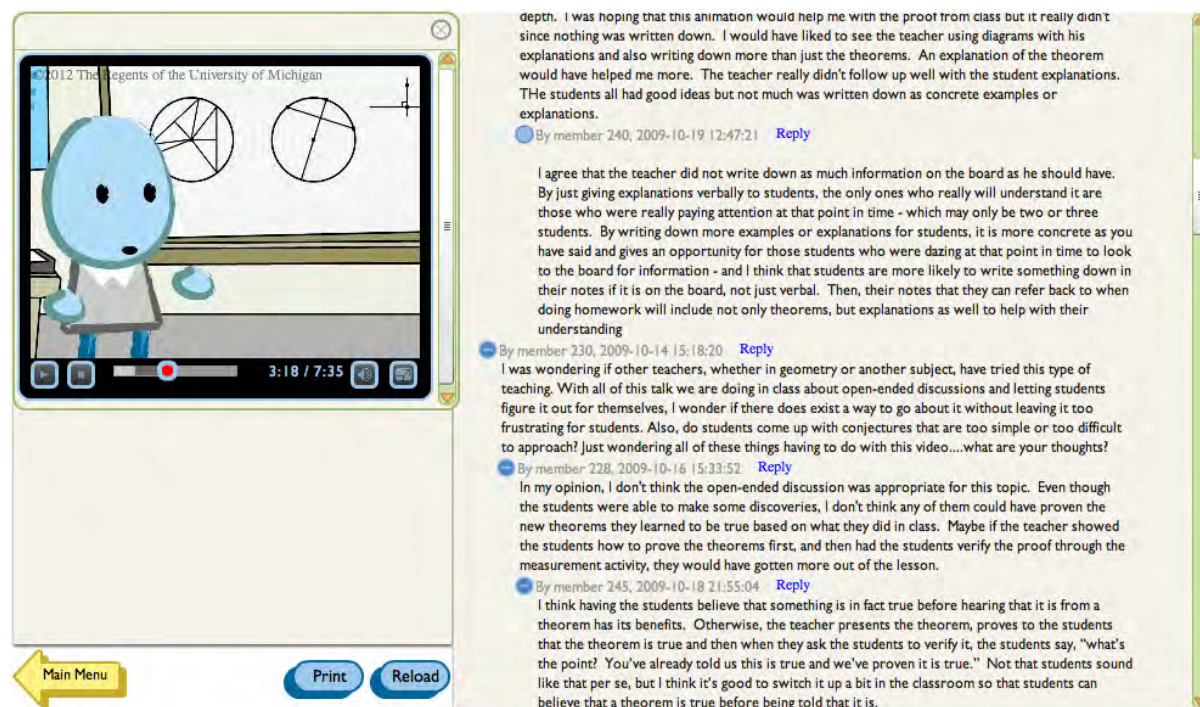 ©2012 The Regents of the University of Michigan
3:18 / 7:35
Main Menu
Print
Reload
depth. I was hoping that this animation would help me with the proof from class but it really didn't
since nothing was written down. I would have liked to see the teacher using diagrams with his
explanations and also writing down more than just the theorems. An explanation of the theorem
would have helped me more. The teacher really didn't follow up well with the student explanations.
THe students all had good ideas but not much was written down as concrete examples or
explanations.
By member 240, 2009-10-19 12:47:21 Reply
I agree that the teacher did not write down as much information on the board as he should have.
By just giving explanations verbally to students, the only ones who really will understand it are
those who were really paying attention at that point in time - which may only be two or three
students. By writing down more examples or explanations for students, it is more concrete as you
have said and gives an opportunity for those students who were dazing at that point in time to look
to the board for information - and I think that students are more likely to write something down in
their notes if it is on the board, not just verbal. Then, their notes that they can refer back to when
doing homework will include not only theorems, but explanations as well to help with their
understanding
By member 230, 2009-10-14 15:18:20 Reply
I was wondering if other teachers, whether in geometry or another subject, have tried this type of
teaching. With all of this talk we are doing in class about open-ended discussions and letting students
figure it out for themselves, I wonder if there does exist a way to go about it without leaving it too
frustrating for students. Also, do students come up with conjectures that are too simple or too difficult
to approach? Just wondering all of these things having to do with this video....what are your thoughts?
By member 228, 2009-10-16 15:33:52 Reply
In my opinion, I don't think the open-ended discussion was appropriate for this topic. Even though
the students were able to make some discoveries, I don't think any of them could have proven the
new theorems they learned to be true based on what they did in class. Maybe if the teacher showed
the students how to prove the theorems first, and then had the students verify the proof through the
measurement activity, they would have gotten more out of the lesson.
By member 245, 2009-10-18 21:55:04 Reply
I think having the students believe that something is in fact true before hearing that it is from a
theorem has its benefits. Otherwise, the teacher presents the theorem, proves to the students
that the theorem is true and then when they ask the students to verify it, the students say, "what's
the point? You've already told us this is true and we've proven it is true." Not that students sound
like that per se, but I think it's good to switch it up a bit in the classroom so that students can
believe that a theorem is true before being told that it is.